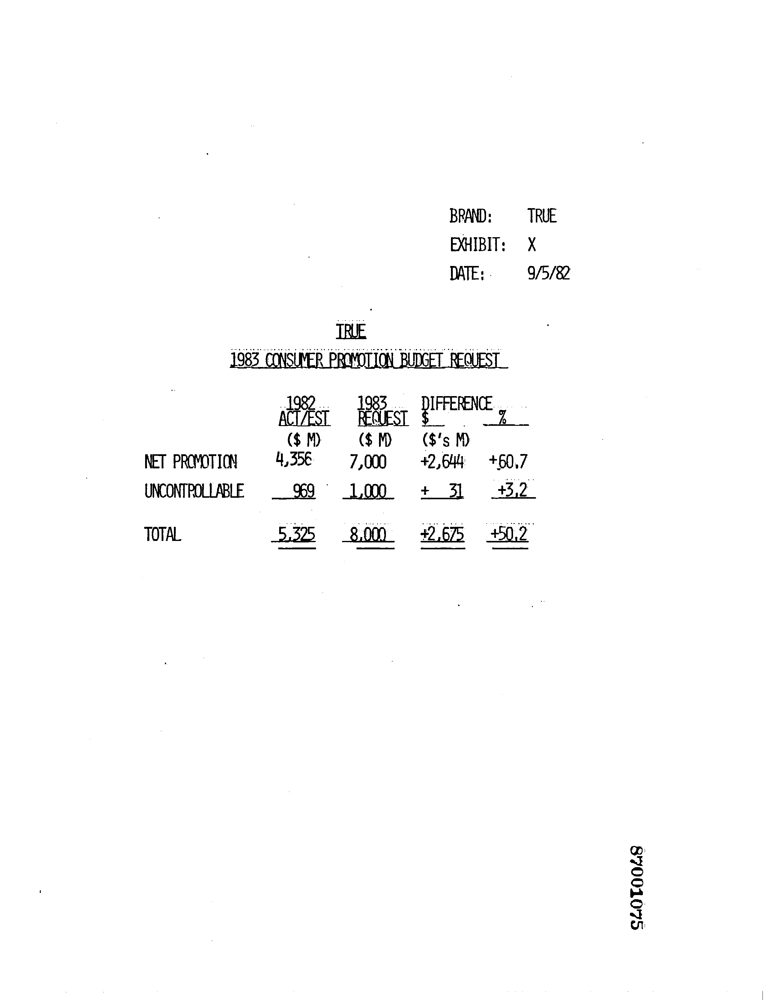 BRAND: TRUE
EXHIBIT: X
DATE: 9/5/82
TRUE
1983 CONSUMER PROMOTION BUDGET REQUEST
1982 1983 DIFFERENCE
ACT/EST REQUEST $ %
($ M) ($ M) ($'s M)
NET PROMOTION 4,356 7,000 +2,644 +60.7
UNCONTROLLABLE 969 1,000 + 31 +3.2
TOTAL 5,325 8,000 +2,675 +50.2
87001075